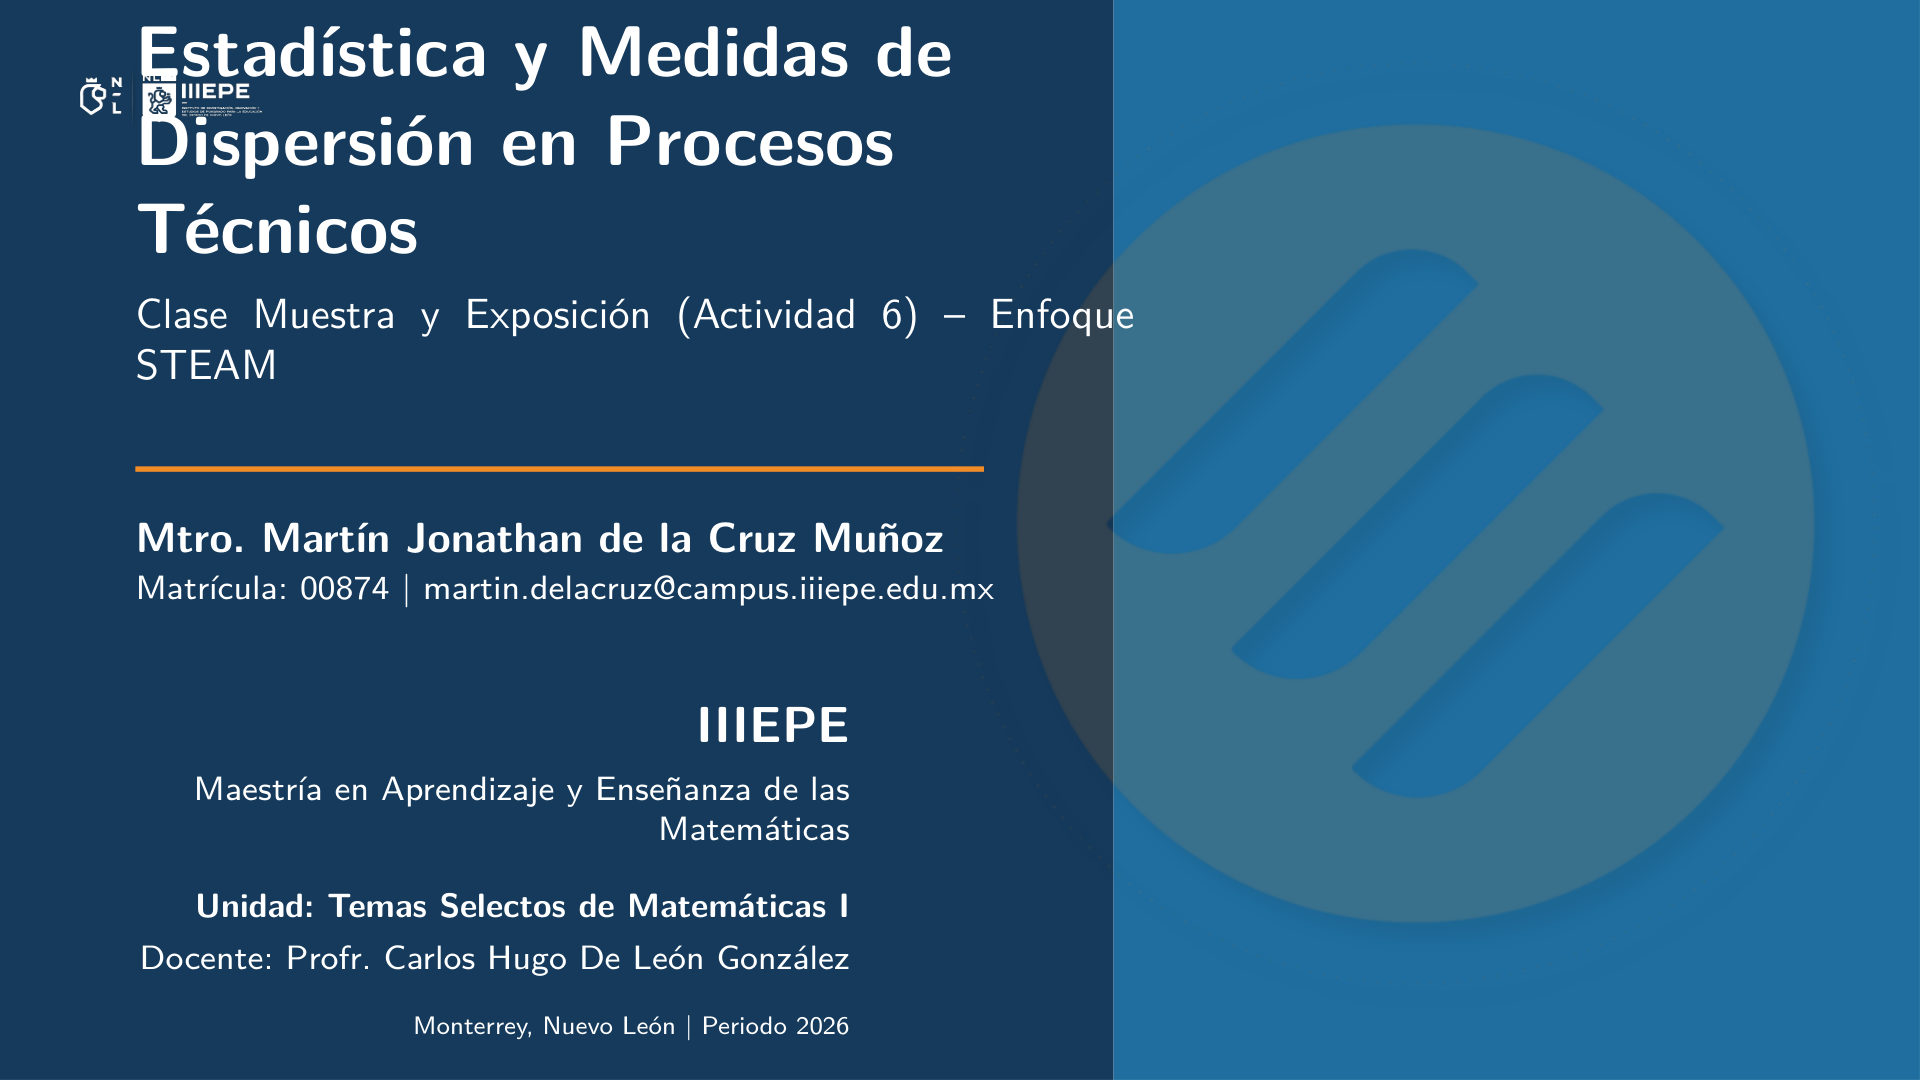 Estadística y Medidas de
Dispersión en Procesos
Técnicos
N
L
IIIEPE
Clase Muestra y Exposición (Actividad 6) – Enfoque
STEAM
Mtro. Martín Jonathan de la Cruz Muñoz
Matrícula: 00874 | martin.delacruz@campus.iiiepe.edu.mx
IIIEPE
Maestría en Aprendizaje y Enseñanza de las
Matemáticas
Unidad: Temas Selectos de Matemáticas I
Docente: Profr. Carlos Hugo De León González
Monterrey, Nuevo León | Periodo 2026